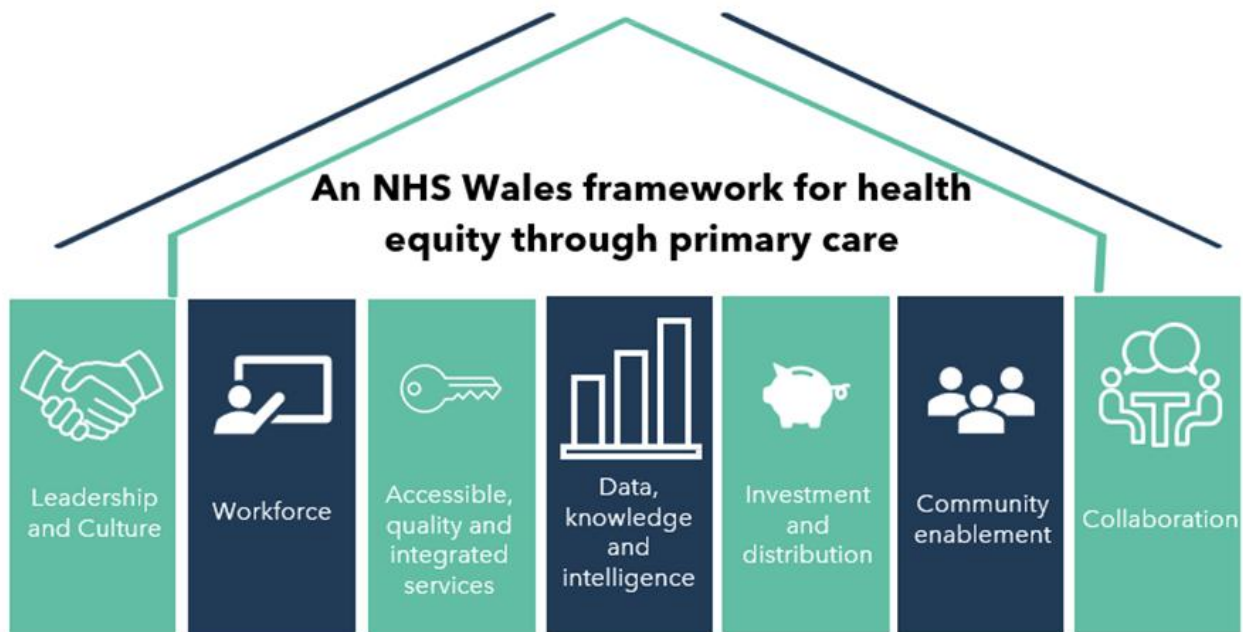 An NHS Wales framework for health
equity through primary care
Leadership
and Culture
Workforce
Accessible,
quality and
integrated
services
Data,
knowledge
and
intelligence
Investment
and
distribution
Community
enablement
Collaboration